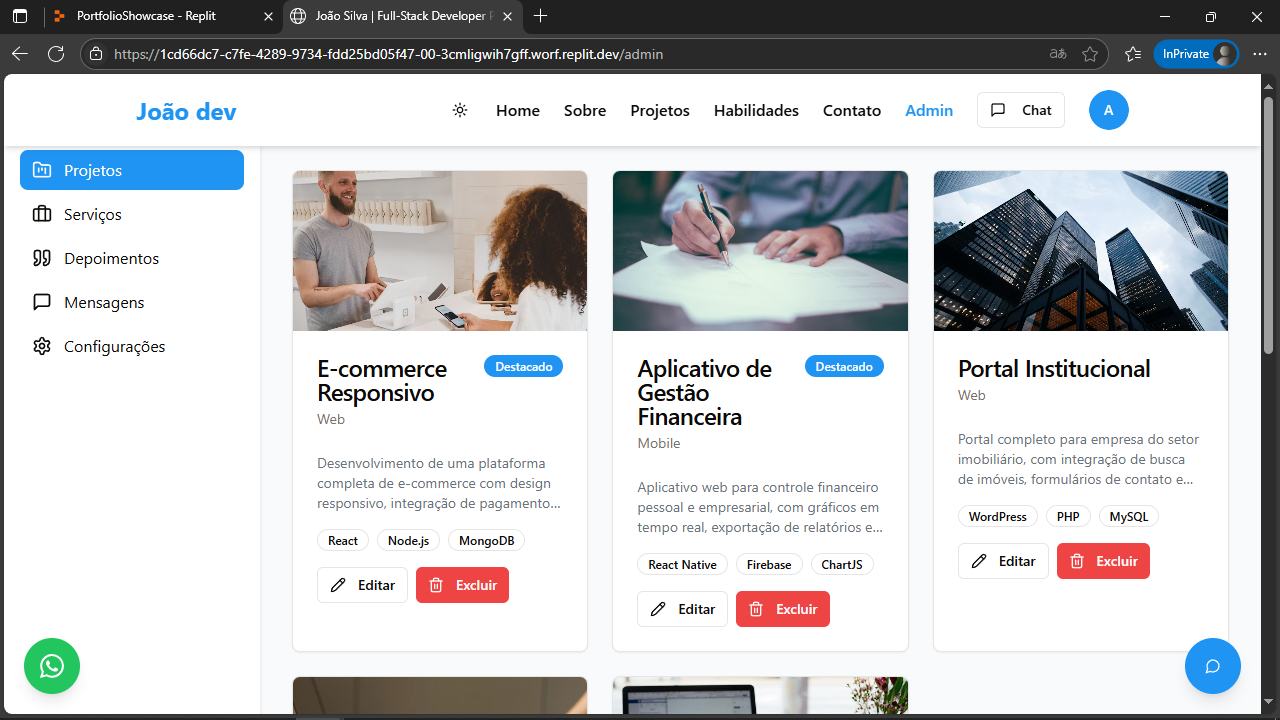 PortfolioShowcase - Replit
João Silva | Full-Stack Developer P
https://1cd66dc7-c7fe-4289-9734-fdd25bd05f47-00-3cmligwih7gff.worf.replit.dev/admin
aあ
InPrivate
João dev
Home
Sobre
Projetos
Habilidades
Contato
Admin
Chat
A
Projetos
Serviços
Depoimentos
Mensagens
Configurações
E-commerce
Responsivo
Destacado
Web
Desenvolvimento de uma plataforma
completa de e-commerce com design
responsivo, integração de pagamento...
React
Node.js
MongoDB
Editar
Excluir
Aplicativo de
Gestão
Financeira
Destacado
Mobile
Aplicativo web para controle financeiro
pessoal e empresarial, com gráficos em
tempo real, exportação de relatórios e...
React Native
Firebase
ChartJS
Editar
Excluir
Portal Institucional
Web
Portal completo para empresa do setor
imobiliário, com integração de busca
de imóveis, formulários de contato e...
WordPress
PHP
MySQL
Editar
Excluir